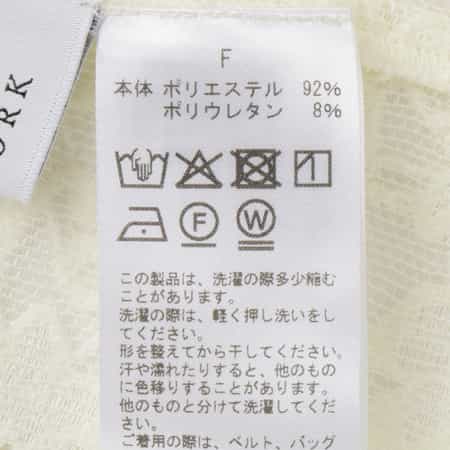 F
本体 ポリエステル 92%
ポリウレタン 8%
F W
この製品は、洗濯の際多少縮む
ことがあります。
洗濯の際は、軽く押し洗いをし
てください。
形を整えてから干してください。
汗や濡れたりすると、他のもの
に色移りすることがあります。
他のものと分けて洗濯してくだ
さい。
ご着用の際は、ベルト、バッグ
ORK